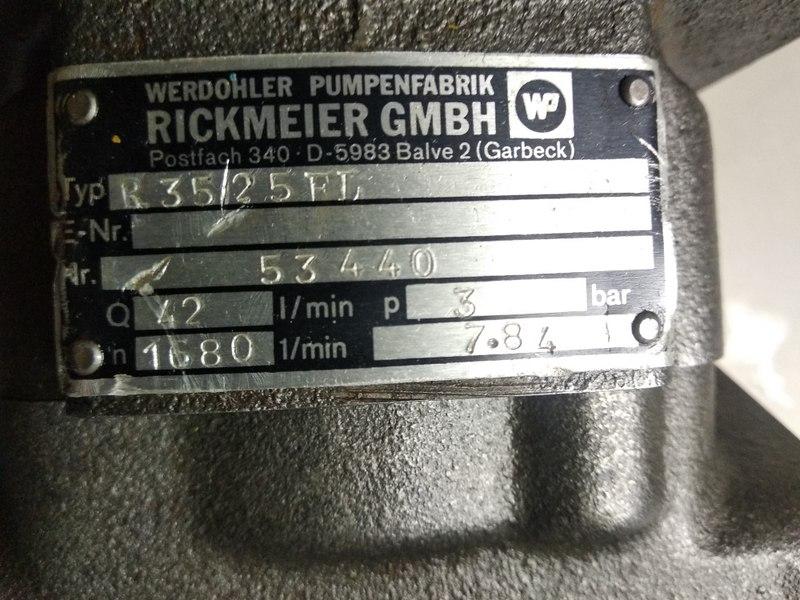 WERDOHLER PUMPENFABRIK
RICKMEIER GMBH
WP
Postfach 340 · D-5983 Balve 2 (Garbeck)
Typ R 35/25 FL
E-Nr.
Nr. 53440
Q 42 l/min p 3 bar
n 1680 1/min 7.84